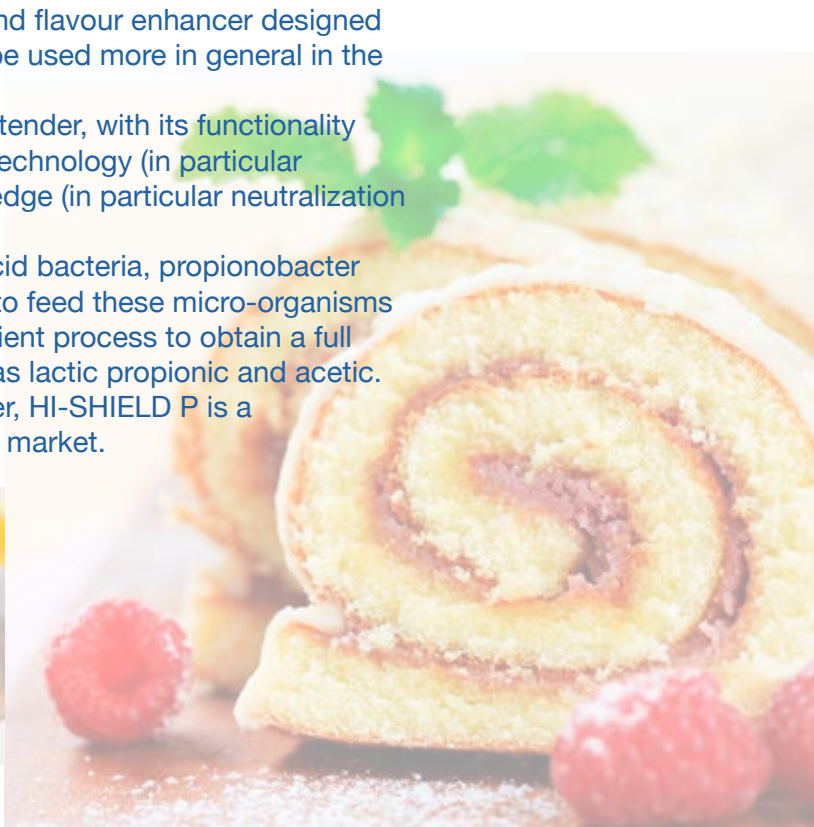 nd flavour enhancer designed
be used more in general in the
tender, with its functionality
technology (in particular
edge (in particular neutralization
cid bacteria, propionobacter
to feed these micro-organisms
ient process to obtain a full
as lactic propionic and acetic.
er, HI-SHIELD P is a
market.